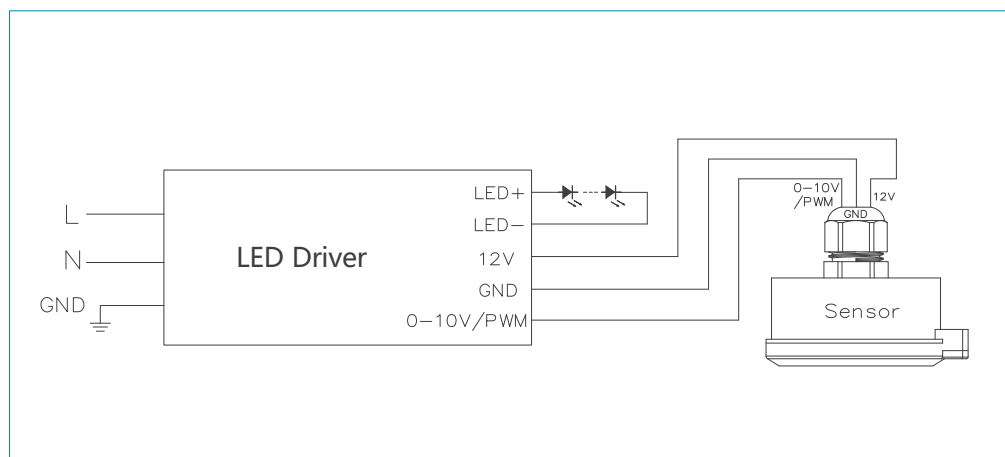 L
N
GND
LED Driver
LED+
LED-
12V
GND
0-10V/PWM
0-10V
/PWM
12V
GND
Sensor